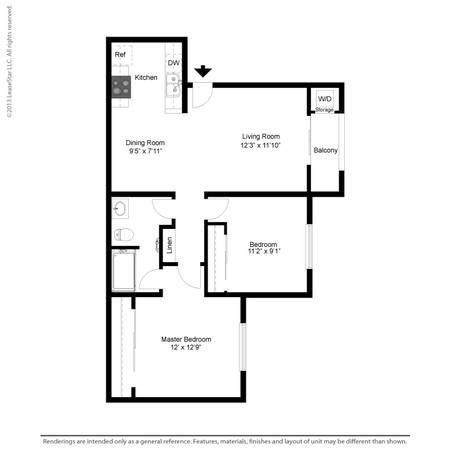 ©2013 LeaseStar LLC. All rights reserved.
Ref
DW
Kitchen
W/D
Storage
Dining Room
9'5" x 7'11"
Living Room
12'3" x 11'10"
Balcony
Linen
Bedroom
11'2" x 9'1"
Master Bedroom
12' x 12'9"
Renderings are intended only as a general reference. Features, materials, finishes and layout of unit may be different than shown.